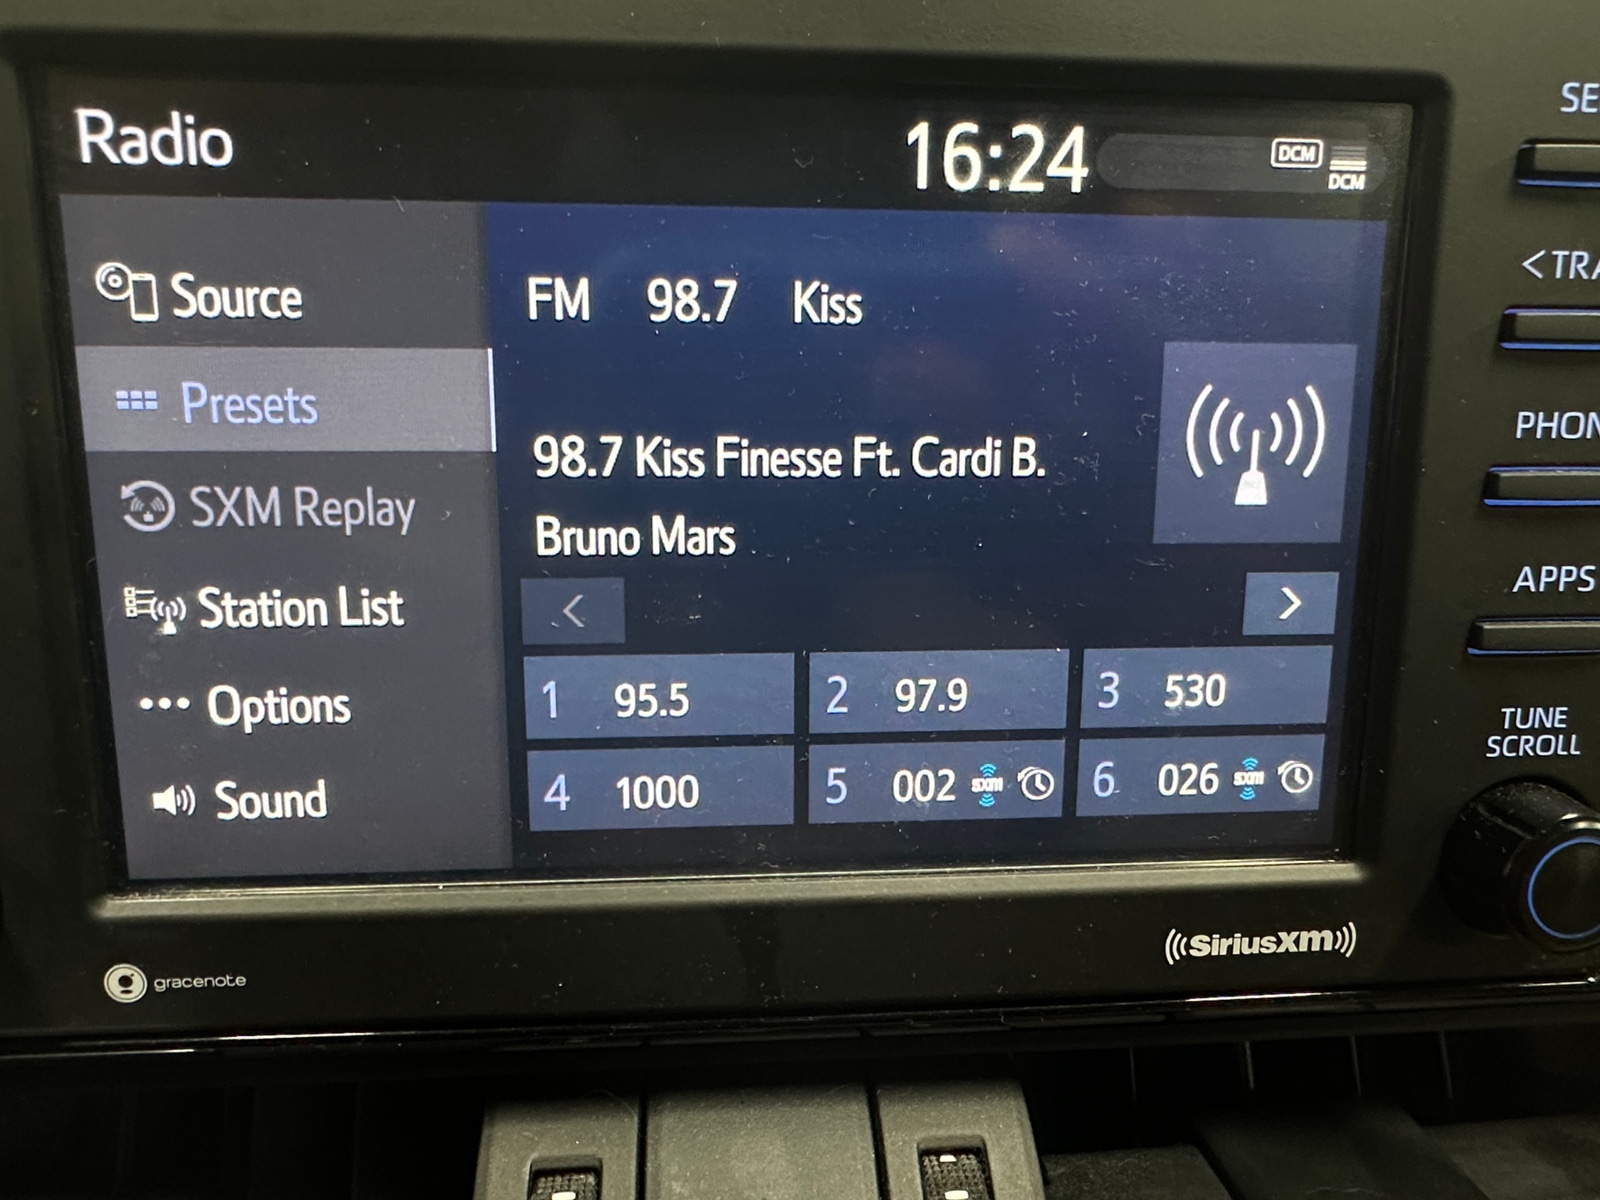 Radio
16:24
DCM
DCM
Source
FM 98.7 Kiss
Presets
98.7 Kiss Finesse Ft. Cardi B.
SXM Replay
Bruno Mars
Station List
<
>
1 95.5
2 97.9
3 530
Options
4 1000
5 002 sxm
6 026 sxm
Sound
gracenote
SiriusXM
SE
<TRA
PHON
APPS
TUNE
SCROLL